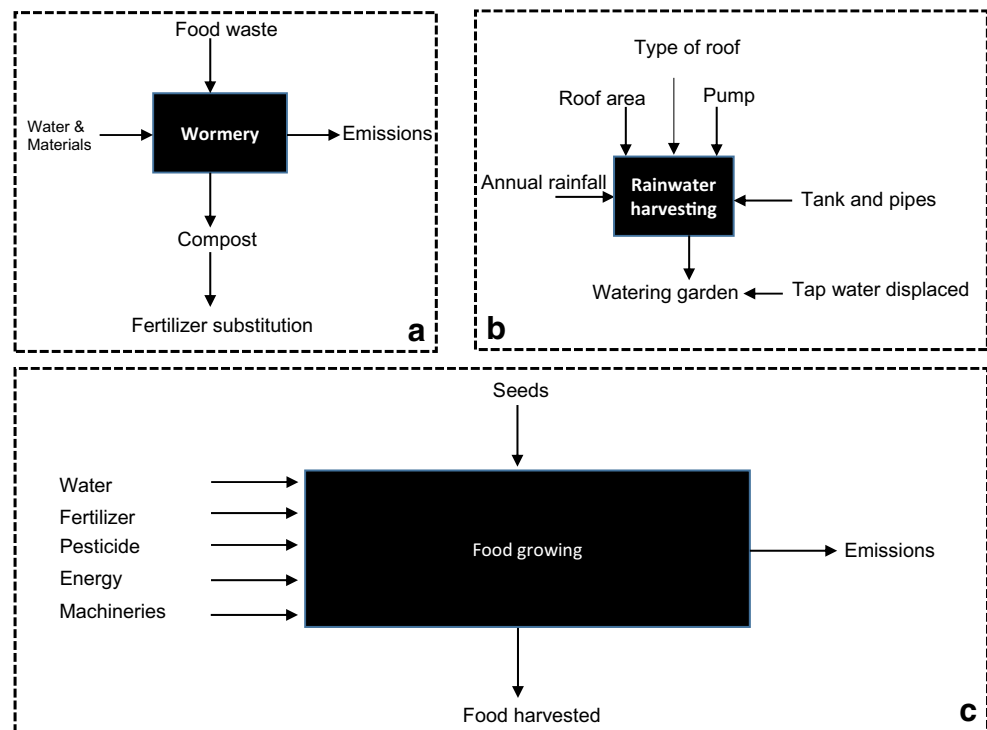 Food waste
Water &
Materials
Wormery
Emissions
Compost
Fertilizer substitution
a
Type of roof
Roof area
Pump
Annual rainfall
Rainwater
harvesting
Tank and pipes
Watering garden
Tap water displaced
b
Seeds
Water
Fertilizer
Pesticide
Energy
Machineries
Food growing
Emissions
Food harvested
c